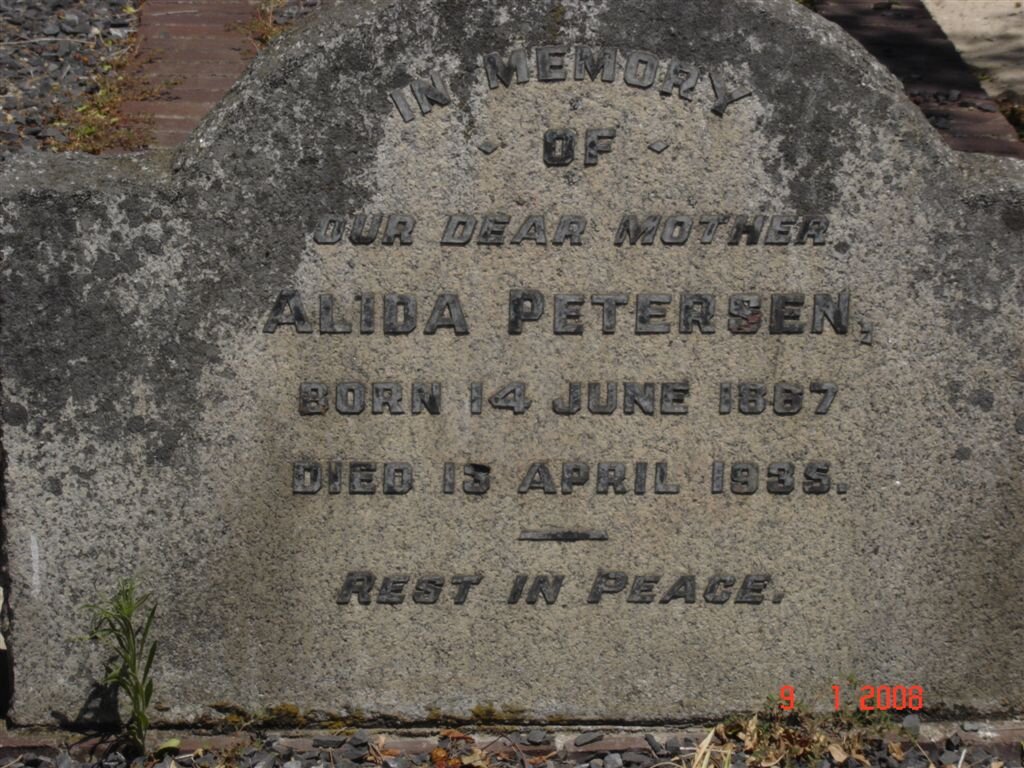 IN MEMORY
OF
OUR DEAR MOTHER
ALIDA PETERSEN,
BORN 14 JUNE 1867
DIED 13 APRIL 1935.
REST IN PEACE.
9 1 2008